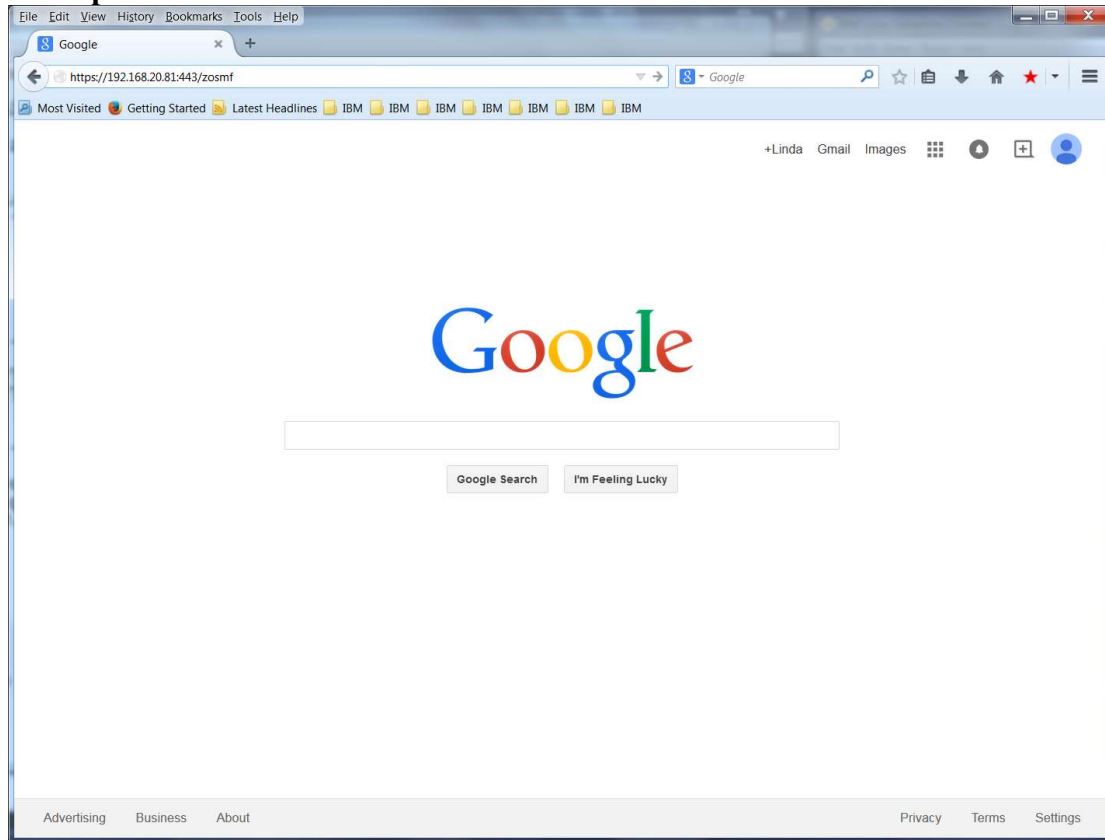 File Edit View History Bookmarks Tools Help
Google
https://192.168.20.81:443/zosmf
Google
Most Visited Getting Started Latest Headlines IBM IBM IBM IBM IBM IBM IBM
+Linda Gmail Images
Google
Google Search I'm Feeling Lucky
Advertising Business About Privacy Terms Settings